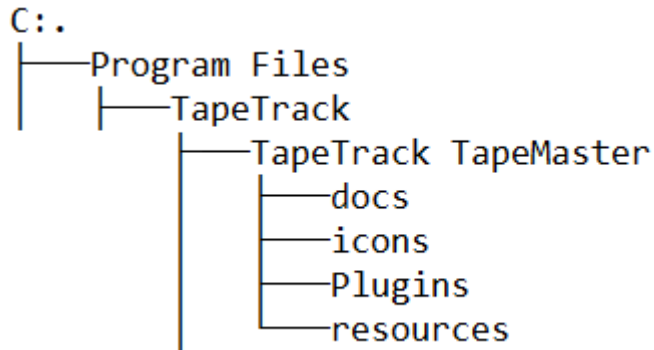 C:.
Program Files
TapeTrack
TapeTrack TapeMaster
docs
icons
Plugins
resources